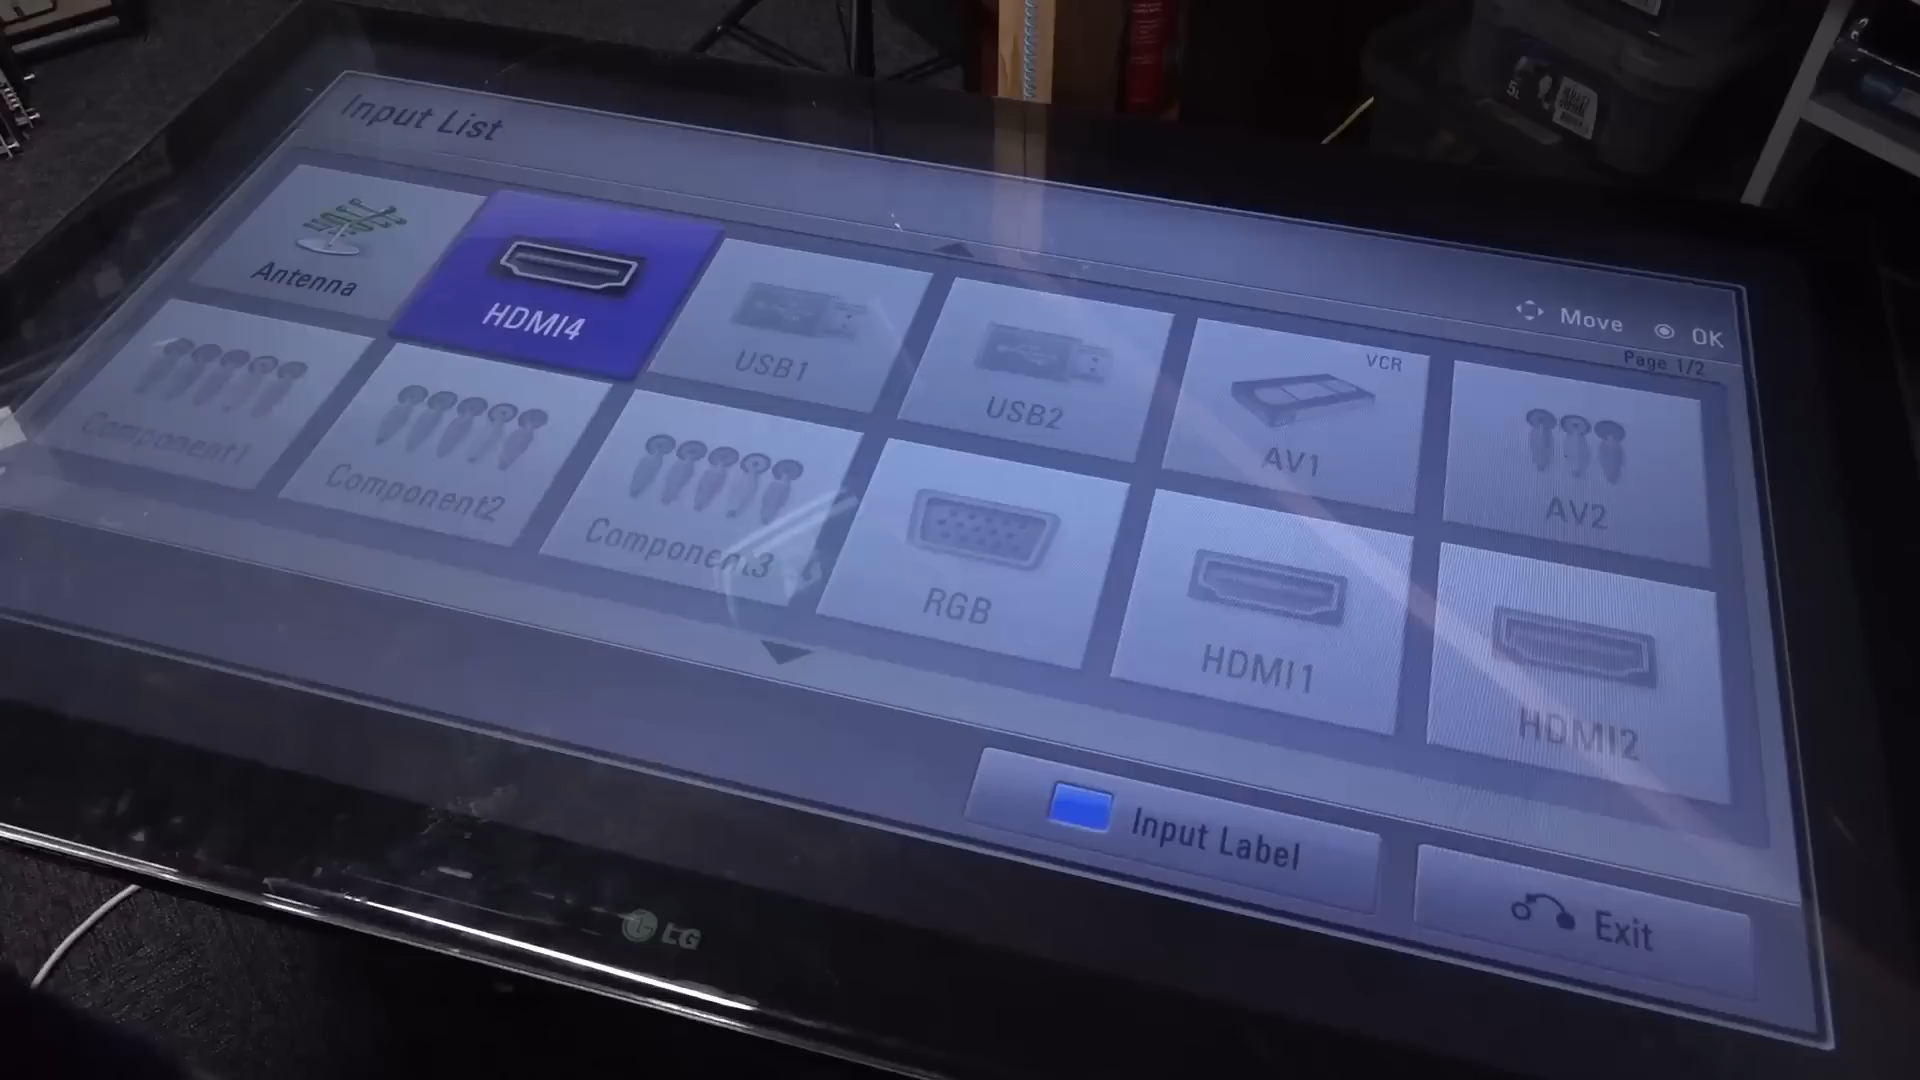 Input List
Move OK
Page 1/2
Antenna
HDMI4
USB1
USB2
VCR
AV1
AV2
Component1
Component2
Component3
RGB
HDMI1
HDMI2
Input Label
Exit
LG
5L